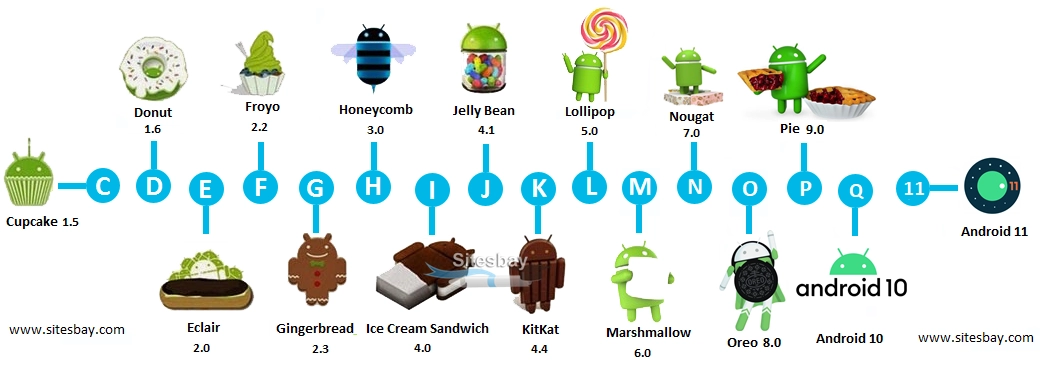 Donut
1.6
Froyo
2.2
Honeycomb
3.0
Jelly Bean
4.1
Lollipop
5.0
Nougat
7.0
Pie 9.0
Cupcake 1.5
C
D
E
F
G
H
I
J
K
L
M
N
O
P
Q
11
11
Android 11
Eclair
2.0
Gingerbread
2.3
Ice Cream Sandwich
4.0
Sitesbay
KitKat
4.4
Marshmallow
6.0
OREO
Oreo 8.0
android 10
Android 10
www.sitesbay.com
www.sitesbay.com